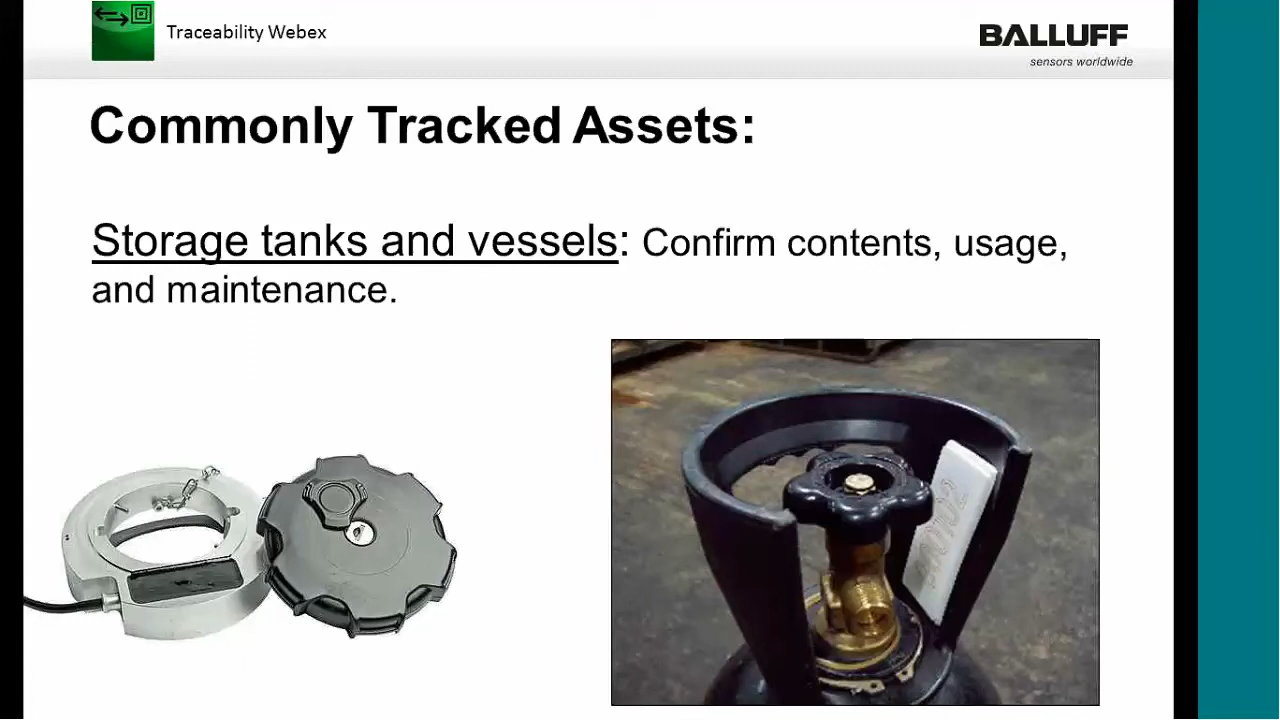 Traceability Webex
BALLUFF
sensors worldwide
Commonly Tracked Assets:
Storage tanks and vessels: Confirm contents, usage,
and maintenance.